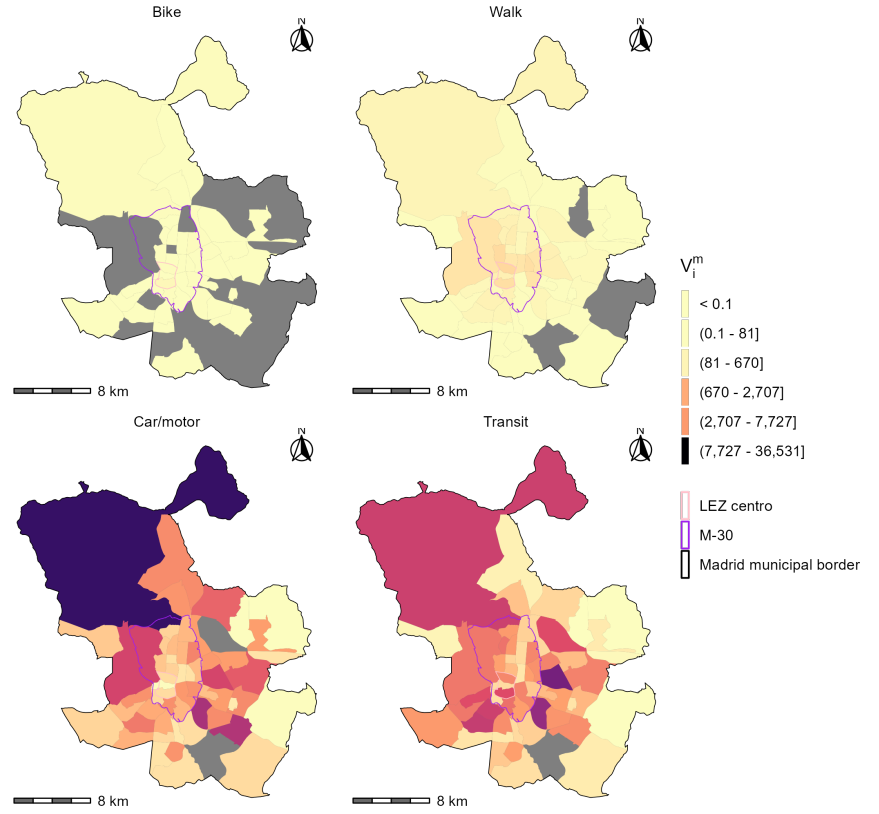 Bike
Walk
N
N
8 km
8 km
Car/motor
Transit
N
N
8 km
8 km
V_i^m
< 0.1
(0.1 - 81]
(81 - 670]
(670 - 2,707]
(2,707 - 7,727]
(7,727 - 36,531]
LEZ centro
M-30
Madrid municipal border